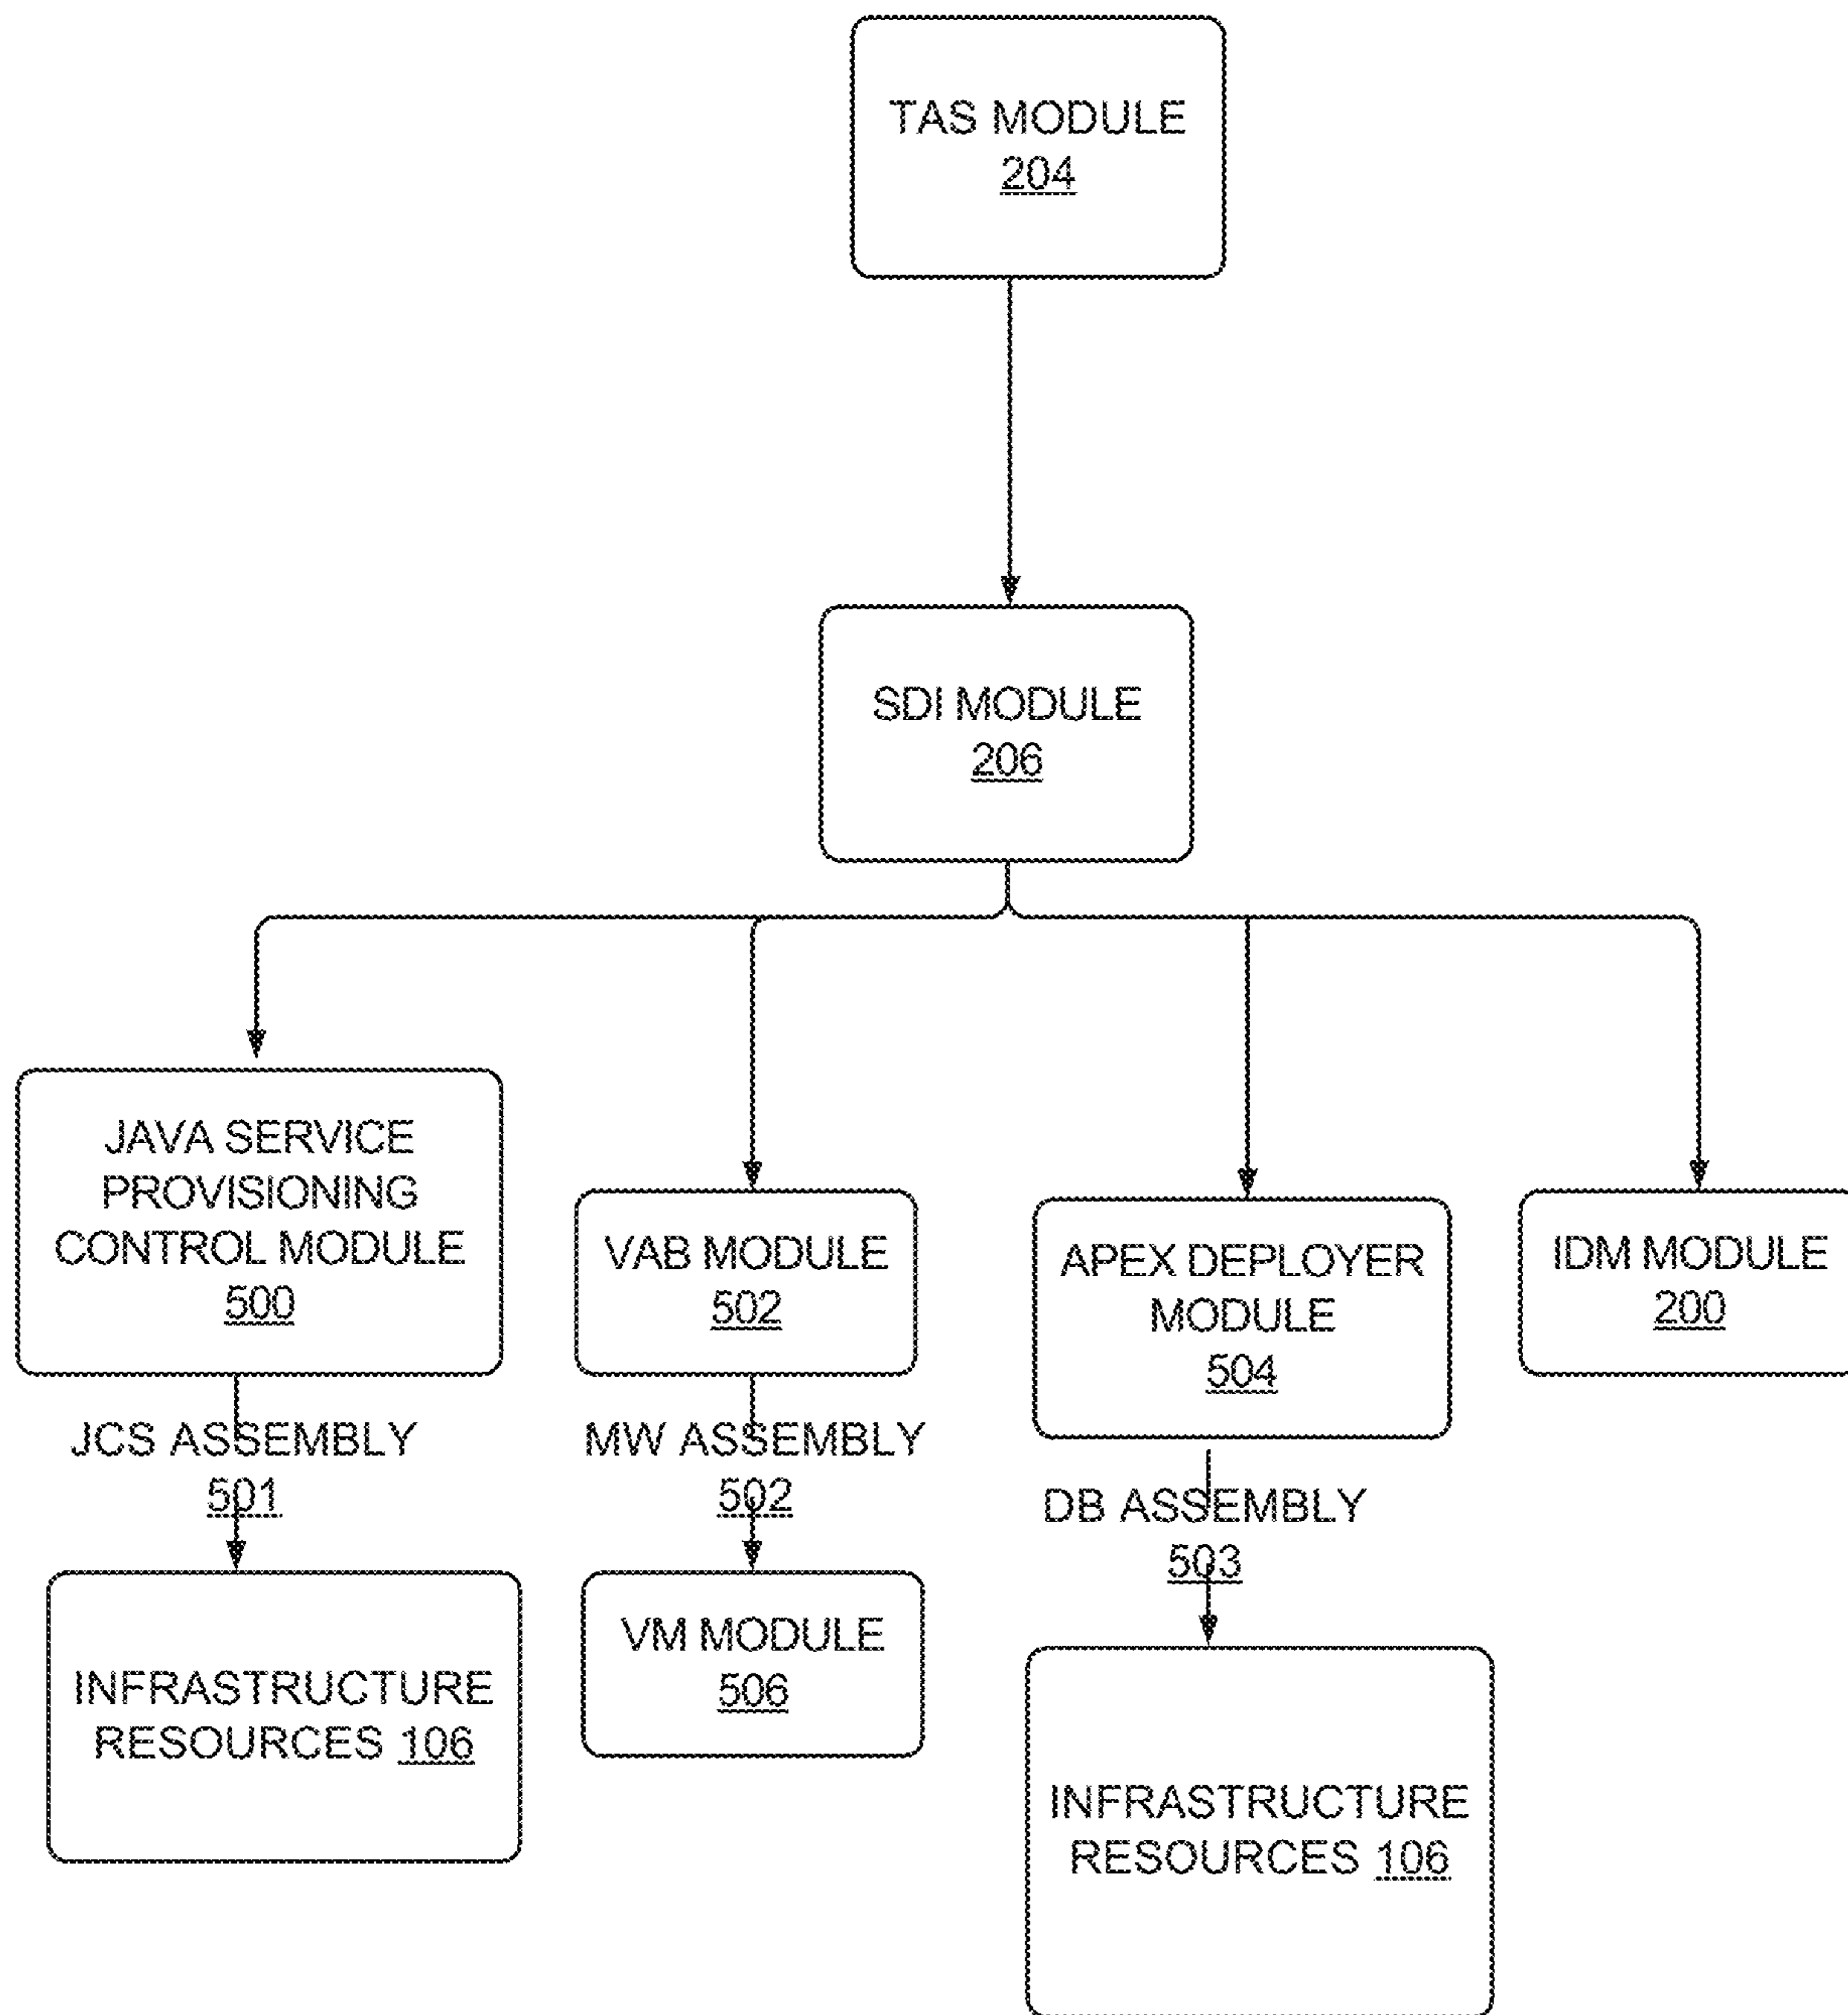 TAS MODULE
204
SDI MODULE
206
JAVA SERVICE
PROVISIONING
CONTROL MODULE
500
VAB MODULE
502
APEX DEPLOYER
MODULE
504
IDM MODULE
200
JCS ASSEMBLY
501
MW ASSEMBLY
502
DB ASSEMBLY
503
INFRASTRUCTURE
RESOURCES 106
VM MODULE
506
INFRASTRUCTURE
RESOURCES 106